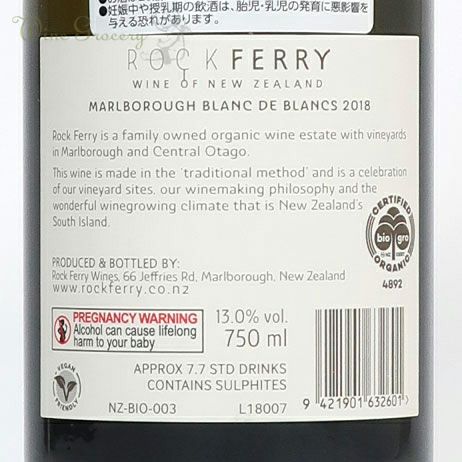 Wine Grocery
●妊娠中や授乳期の飲酒は、胎児・乳児の発育に悪影響を
与える恐れがあります。
ROCK FERRY
WINE OF NEW ZEALAND
MARLBOROUGH BLANC DE BLANCS 2018
Rock Ferry is a family owned organic wine estate with vineyards
in Marlborough and Central Otago.
This wine is made in the 'traditional method' and is a celebration
of our vineyard sites, our winemaking philosophy and the
wonderful winegrowing climate that is New Zealand's
South Island.
CERTIFIED
bio gro
ORGANIC
4892
PRODUCED & BOTTLED BY:
Rock Ferry Wines, 66 Jeffries Rd, Marlborough, New Zealand
www.rockferry.co.nz
PREGNANCY WARNING
Alcohol can cause lifelong
harm to your baby
13.0% vol.
750 ml
VEGAN
FRIENDLY
APPROX 7.7 STD DRINKS
CONTAINS SULPHITES
NZ-BIO-003 L18007
9 421901 632601 >